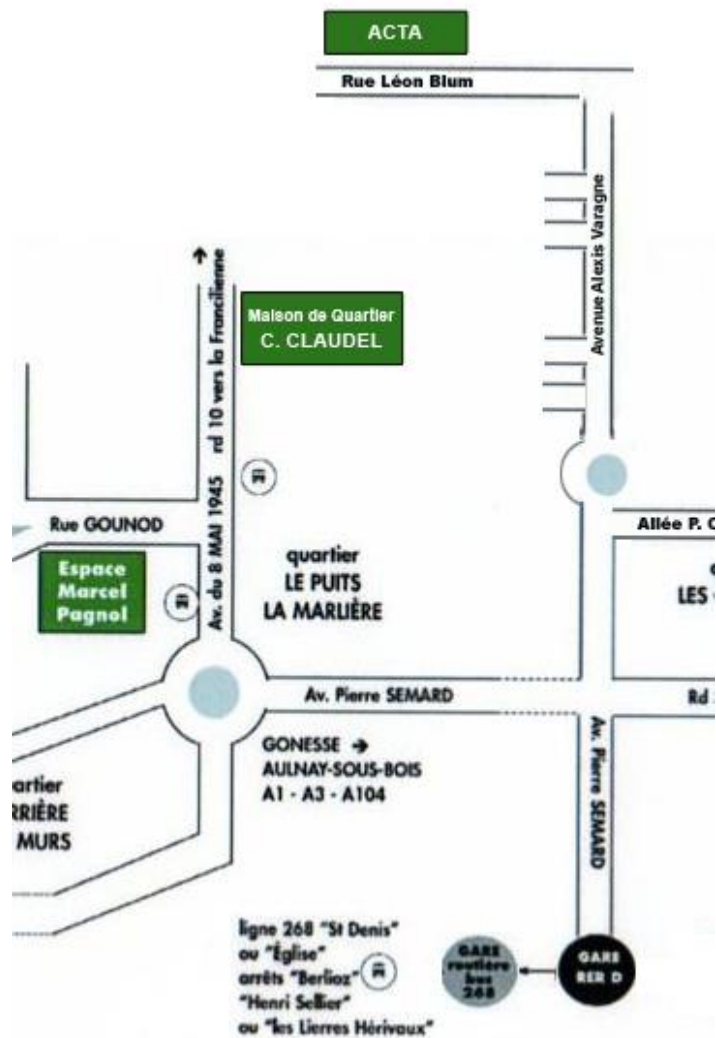 ACTA
Rue Léon Blum
Avenue Alexis Varagne
Av. du 8 MAI 1945 rd 10 vers la Francilienne
Maison de Quartier
C. CLAUDEL
Rue GOUNOD
Allée P.
Espace
Marcel
Pagnol
quartier
LE PUITS
LA MARLIÈRE
LES
Av. Pierre SEMARD
Rd
GONESSE →
AULNAY-SOUS-BOIS
A1 - A3 - A104
Av. Pierre SEMARD
artier
RRIÈRE
MURS
ligne 268 "St Denis"
ou "Église"
arrêts "Berlioz"
"Henri Sellier"
ou "les Lierres Hérivaux"
GARE
routière
bus
268
GARE
RER D